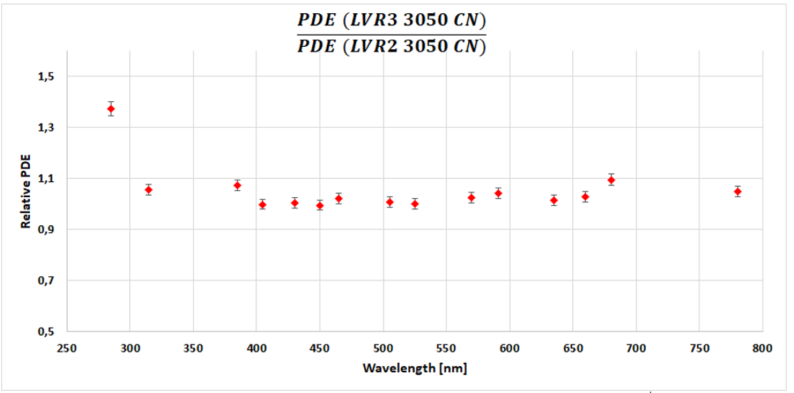 PDE (LVR3 3050 CN)
PDE (LVR2 3050 CN)
1,5
1,3
1,1
0,9
0,7
0,5
Relative PDE
250 300 350 400 450 500 550 600 650 700 750 800
Wavelength [nm]